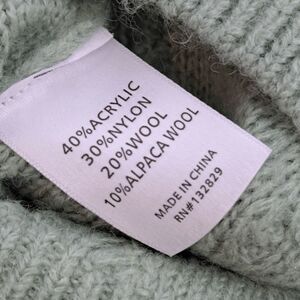 40%ACRYLIC
30%NYLON
20%WOOL
10%ALPACA WOOL
MADE IN CHINA
RN#132829